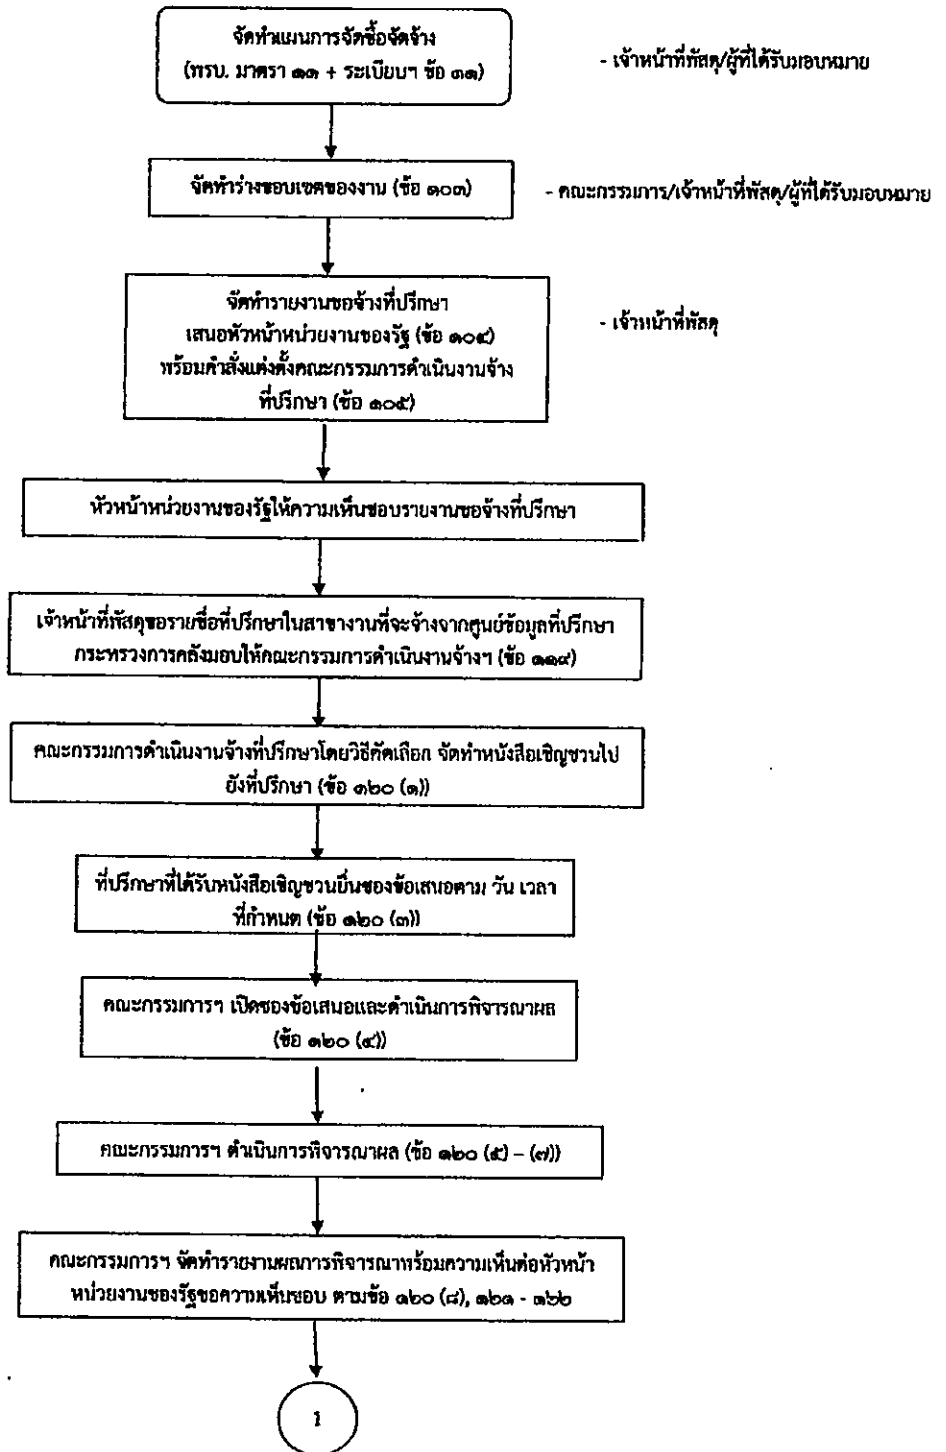 จัดทำแผนการจัดซื้อจัดจ้าง
(พรบ. มาตรา ๑๑ + ระเบียบฯ ข้อ ๑๑)
- เจ้าหน้าที่พัสดุ/ผู้ที่ได้รับมอบหมาย
จัดทำร่างขอบเขตของงาน (ข้อ ๑๐๓)
- คณะกรรมการ/เจ้าหน้าที่พัสดุ/ผู้ที่ได้รับมอบหมาย
จัดทำรายงานขอจ้างที่ปรึกษา
เสนอหัวหน้าหน่วยงานของรัฐ (ข้อ ๑๐๔)
พร้อมคำสั่งแต่งตั้งคณะกรรมการดำเนินงานจ้าง
ที่ปรึกษา (ข้อ ๑๐๕)
- เจ้าหน้าที่พัสดุ
หัวหน้าหน่วยงานของรัฐให้ความเห็นชอบรายงานขอจ้างที่ปรึกษา
เจ้าหน้าที่พัสดุขอรายชื่อที่ปรึกษาในสาขางานที่จะจ้างจากศูนย์ข้อมูลที่ปรึกษา
กระทรวงการคลังมอบให้คณะกรรมการดำเนินงานจ้างฯ (ข้อ ๑๑๙)
คณะกรรมการดำเนินงานจ้างที่ปรึกษาโดยวิธีคัดเลือก จัดทำหนังสือเชิญชวนไป
ยังที่ปรึกษา (ข้อ ๑๒๐ (๑))
ที่ปรึกษาที่ได้รับหนังสือเชิญชวนยื่นซองข้อเสนอตาม วัน เวลา
ที่กำหนด (ข้อ ๑๒๐ (๓))
คณะกรรมการฯ เปิดซองข้อเสนอและดำเนินการพิจารณาผล
(ข้อ ๑๒๐ (๔))
คณะกรรมการฯ ดำเนินการพิจารณาผล (ข้อ ๑๒๐ (๕) – (๗))
คณะกรรมการฯ จัดทำรายงานผลการพิจารณาพร้อมความเห็นต่อหัวหน้า
หน่วยงานของรัฐขอความเห็นชอบ ตามข้อ ๑๒๐ (๘), ๑๒๑ - ๑๒๒
1